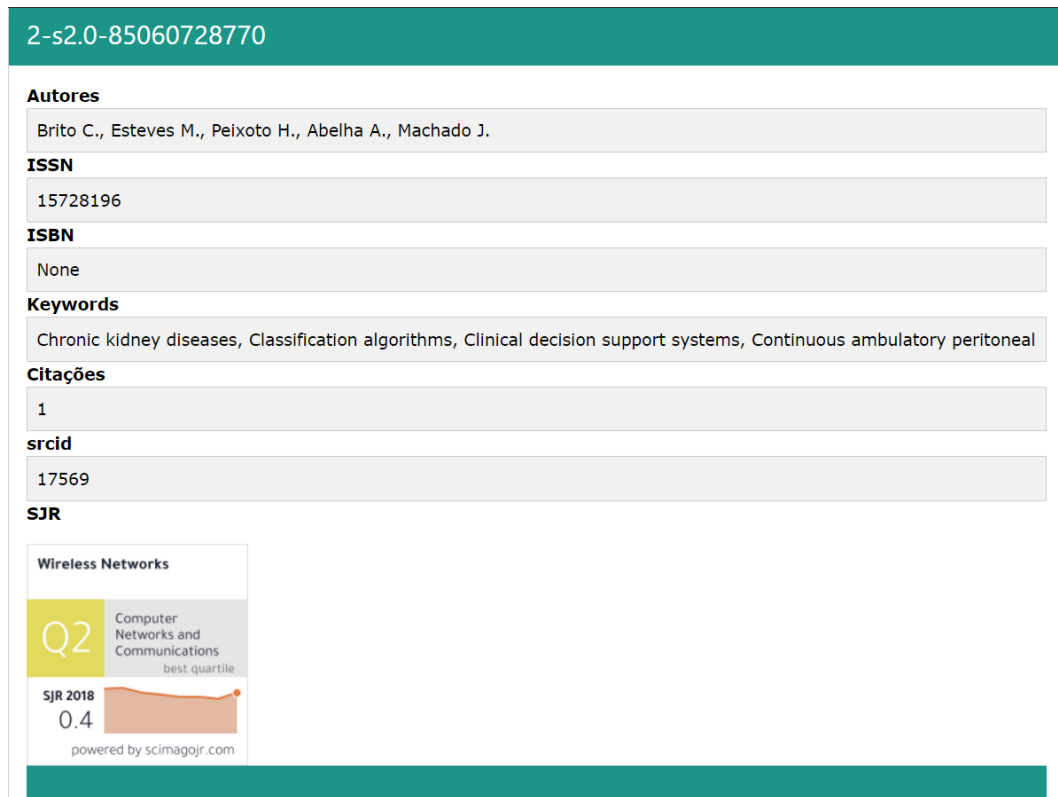 2-s2.0-85060728770
Autores
Brito C., Esteves M., Peixoto H., Abelha A., Machado J.
ISSN
15728196
ISBN
None
Keywords
Chronic kidney diseases, Classification algorithms, Clinical decision support systems, Continuous ambulatory peritoneal
Citações
1
srcid
17569
SJR
Wireless Networks
Q2
Computer
Networks and
Communications
best quartile
SJR 2018
0.4
powered by scimagojr.com